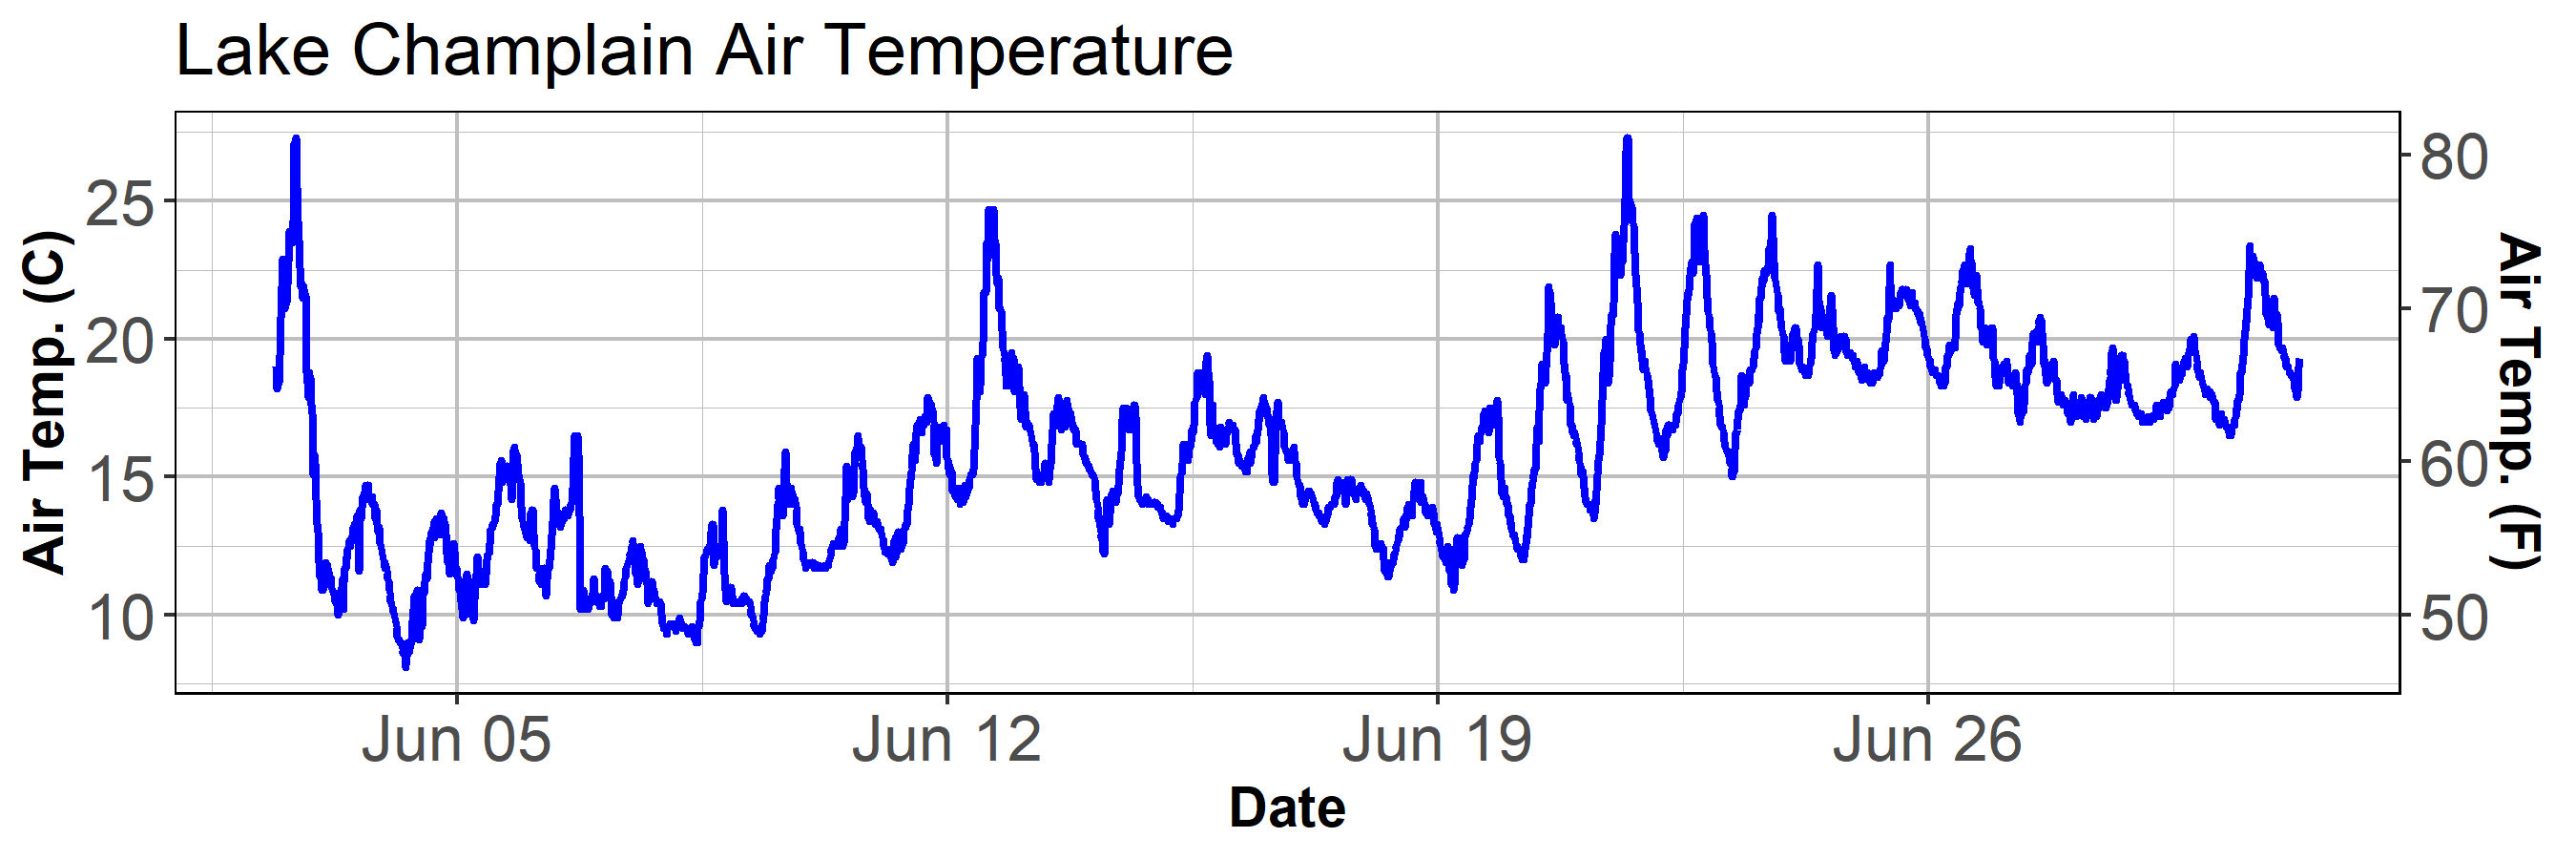 Lake Champlain Air Temperature
Air Temp. (C)
25
20
15
10
80
70
60
50
Air Temp. (F)
Jun 05 Jun 12 Jun 19 Jun 26
Date